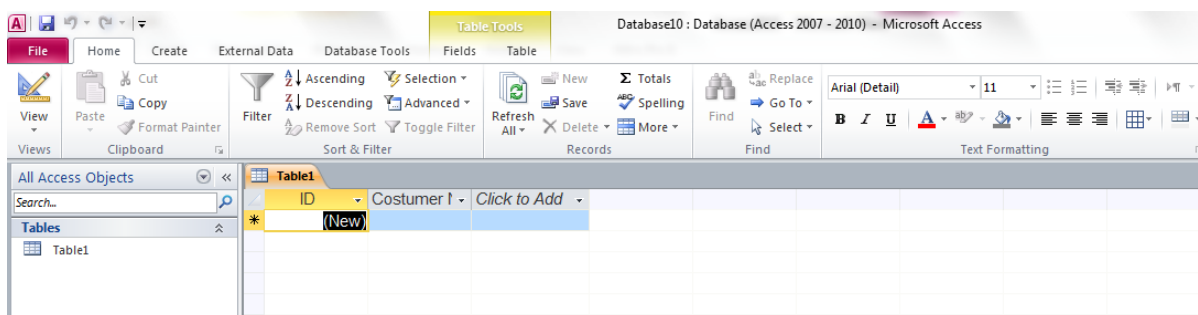 A
Table Tools
Database10 : Database (Access 2007 - 2010) - Microsoft Access
File Home Create External Data Database Tools Fields Table
View
Views
Paste
Cut
Copy
Format Painter
Clipboard
Filter
Ascending
Descending
Remove Sort
Selection
Advanced
Toggle Filter
Sort & Filter
Refresh
All
New
Save
Delete
Totals
Spelling
More
Records
Find
Replace
Go To
Select
Find
Arial (Detail) 11
B I U A
Text Formatting
All Access Objects
Search...
Tables
Table1
Table1
ID Costumer Click to Add
(New)